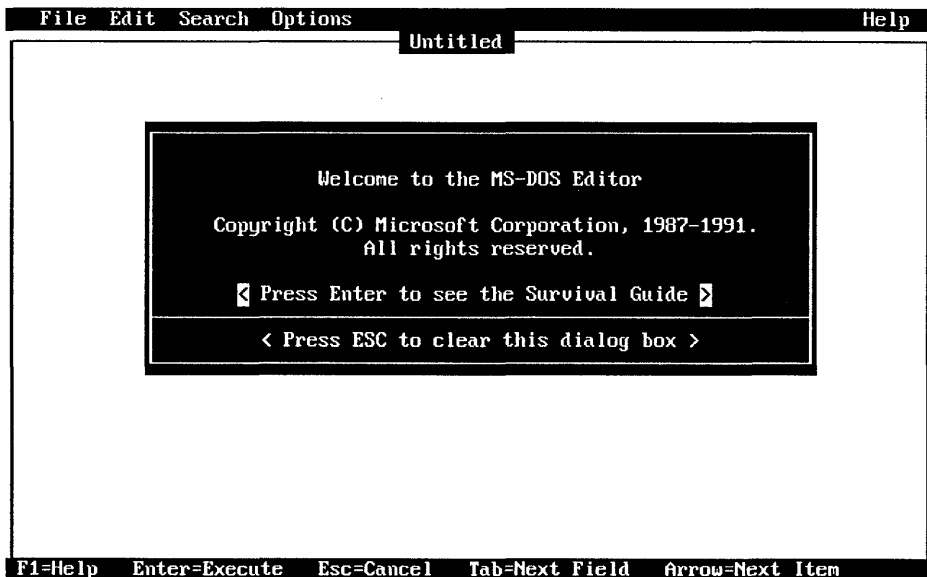 File Edit Search Options Help
Untitled
Welcome to the MS-DOS Editor
Copyright (C) Microsoft Corporation, 1987-1991.
All rights reserved.
< Press Enter to see the Survival Guide >
< Press ESC to clear this dialog box >
F1=Help Enter=Execute Esc=Cancel Tab=Next Field Arrow=Next Item